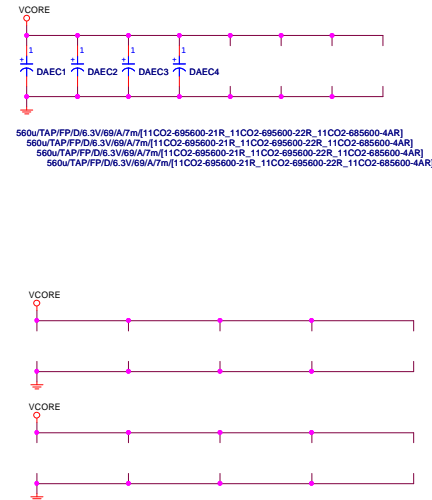 VCORE
1 1 1 1
+ + + +
DAEC1 DAEC2 DAEC3 DAEC4
560u/TAP/FP/D/6.3V/69/A/7m/[11CO2-695600-21R_11CO2-695600-22R_11CO2-685600-4AR]
560u/TAP/FP/D/6.3V/69/A/7m/[11CO2-695600-21R_11CO2-695600-22R_11CO2-685600-4AR]
560u/TAP/FP/D/6.3V/69/A/7m/[11CO2-695600-21R_11CO2-695600-22R_11CO2-685600-4AR]
560u/TAP/FP/D/6.3V/69/A/7m/[11CO2-695600-21R_11CO2-695600-22R_11CO2-685600-4AR]
VCORE
VCORE